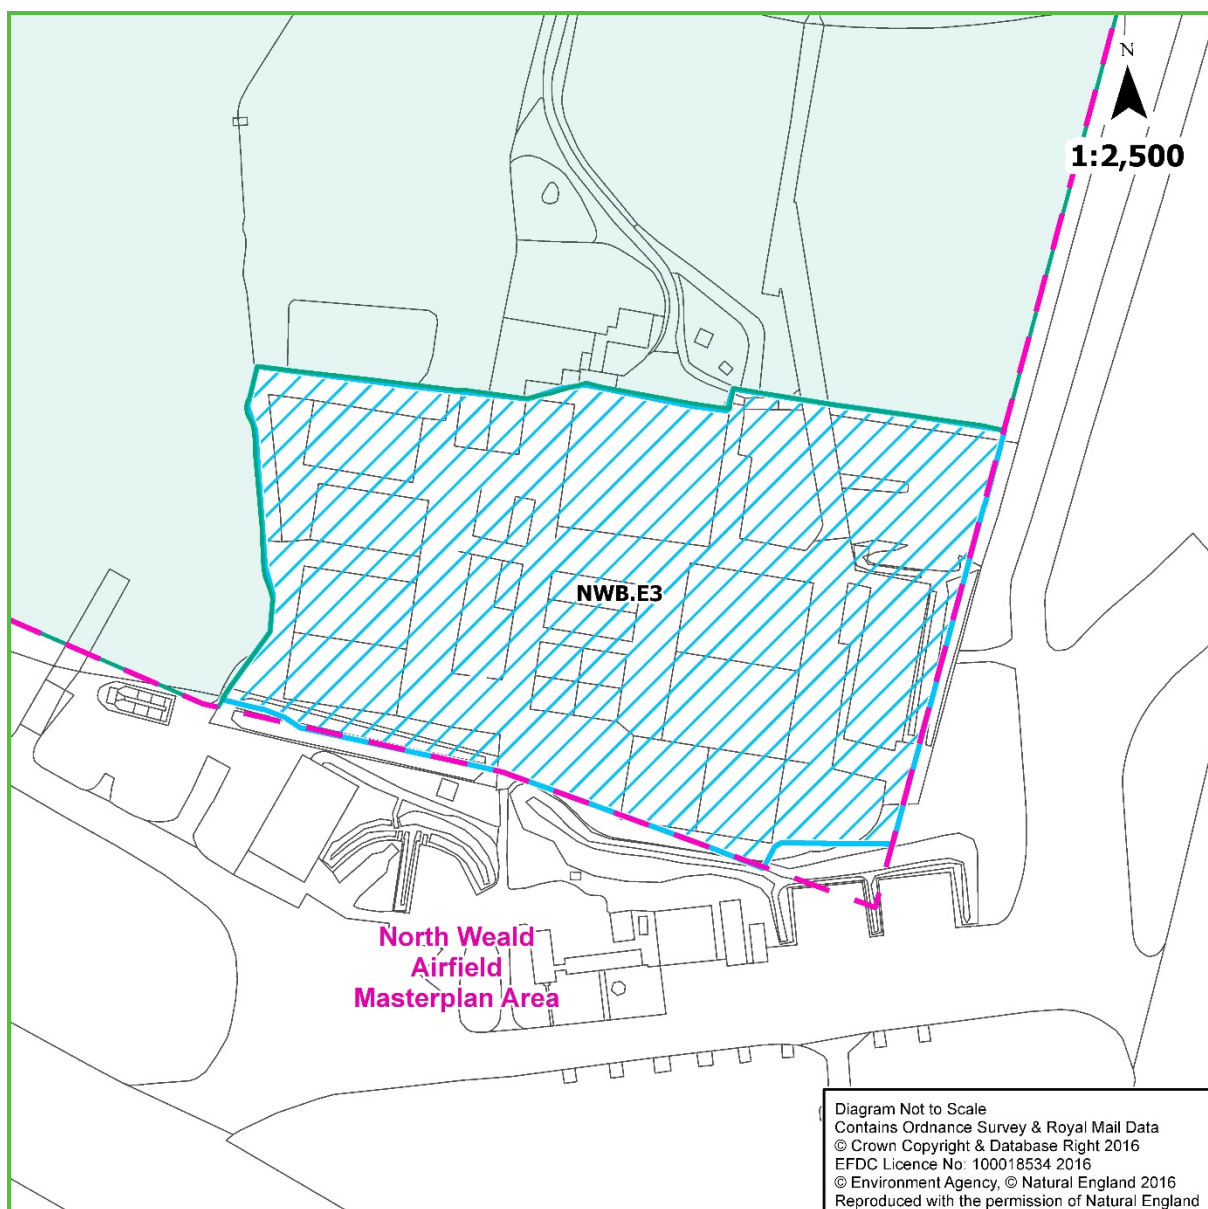 N
1:2,500
NWB.E3
North Weald
Airfield
Masterplan Area
Diagram Not to Scale
Contains Ordnance Survey & Royal Mail Data
© Crown Copyright & Database Right 2016
EFDC Licence No: 100018534 2016
© Environment Agency, © Natural England 2016
Reproduced with the permission of Natural England